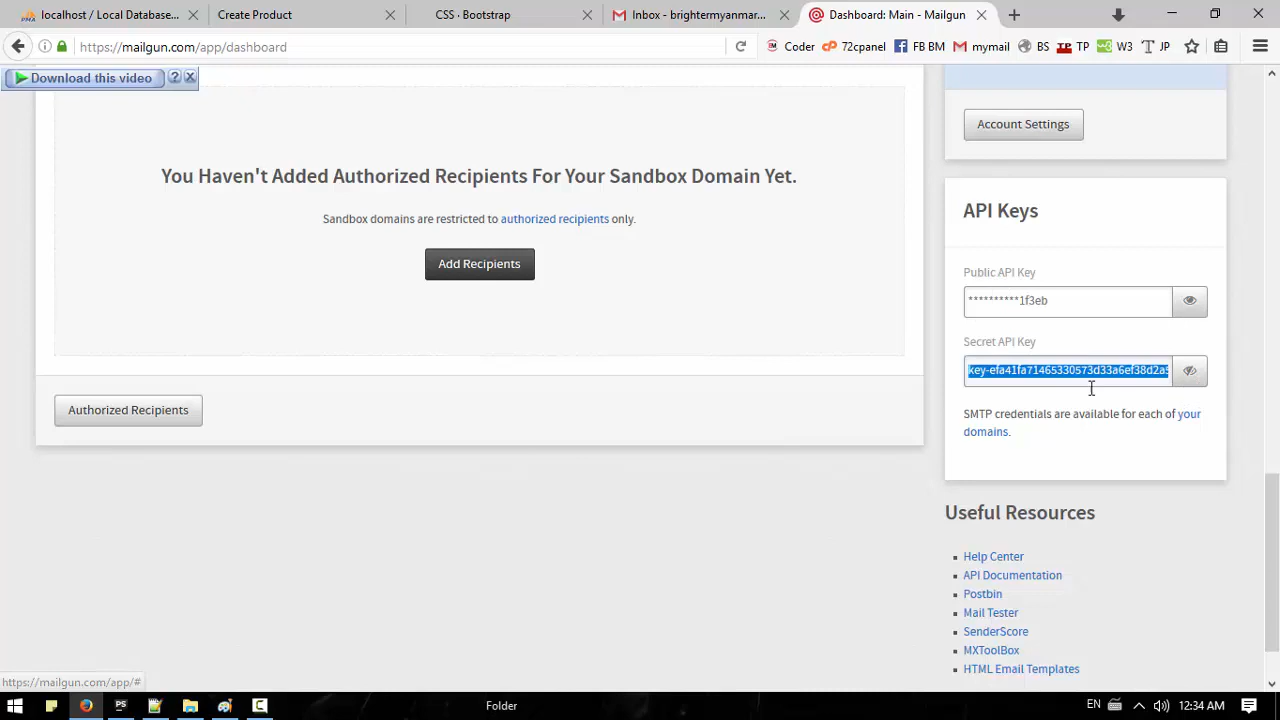 localhost / Local Database...
Create Product
CSS · Bootstrap
Inbox - brightermyanmar...
Dashboard: Main - Mailgun
https://mailgun.com/app/dashboard
Coder
72cpanel
FB BM
mymail
BS
TP
W3
JP
Download this video
?
Account Settings
You Haven't Added Authorized Recipients For Your Sandbox Domain Yet.
Sandbox domains are restricted to authorized recipients only.
Add Recipients
Authorized Recipients
API Keys
Public API Key
**********1f3eb
Secret API Key
SMTP credentials are available for each of your
domains.
Useful Resources
Help Center
API Documentation
Postbin
Mail Tester
SenderScore
MXToolBox
HTML Email Templates
https://mailgun.com/app/#
Folder
EN
12:34 AM